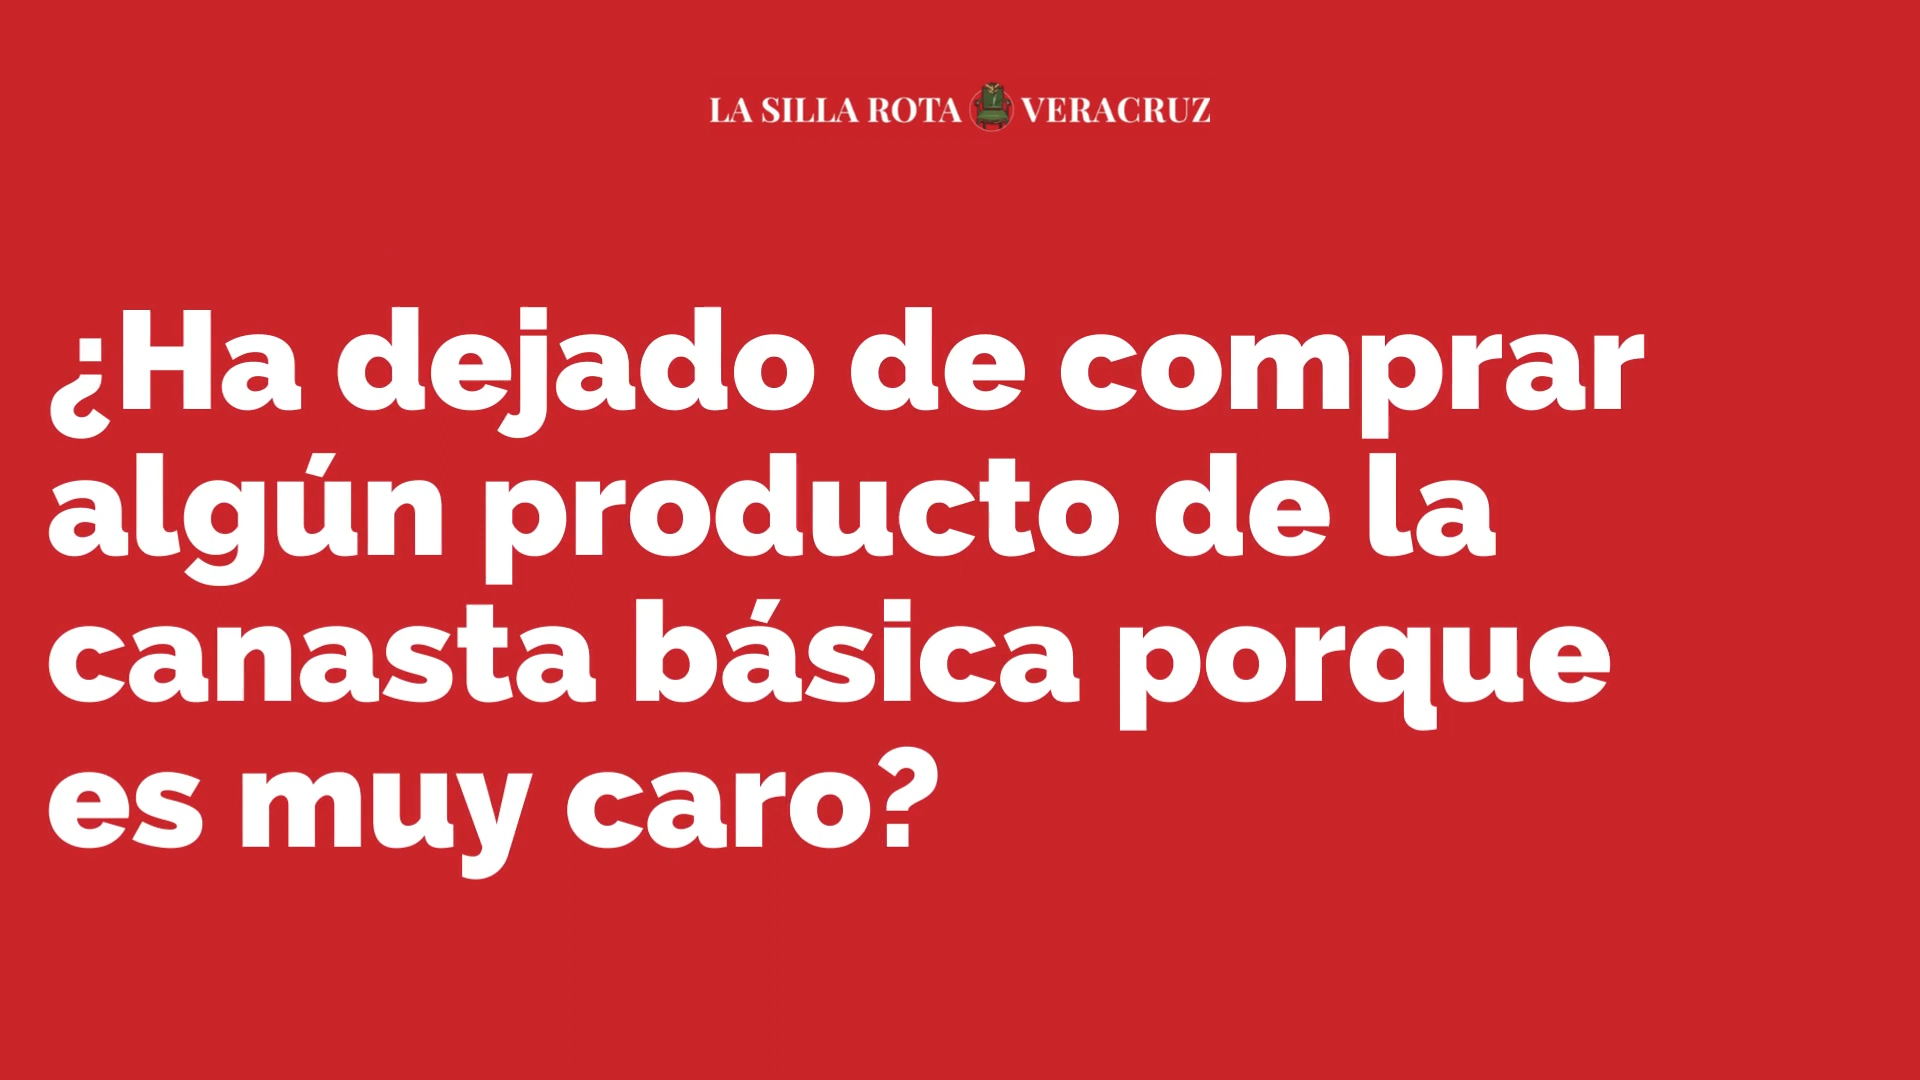 LA SILLA ROTA VERACRUZ
¿Ha dejado de comprar
algún producto de la
canasta básica porque
es muy caro?